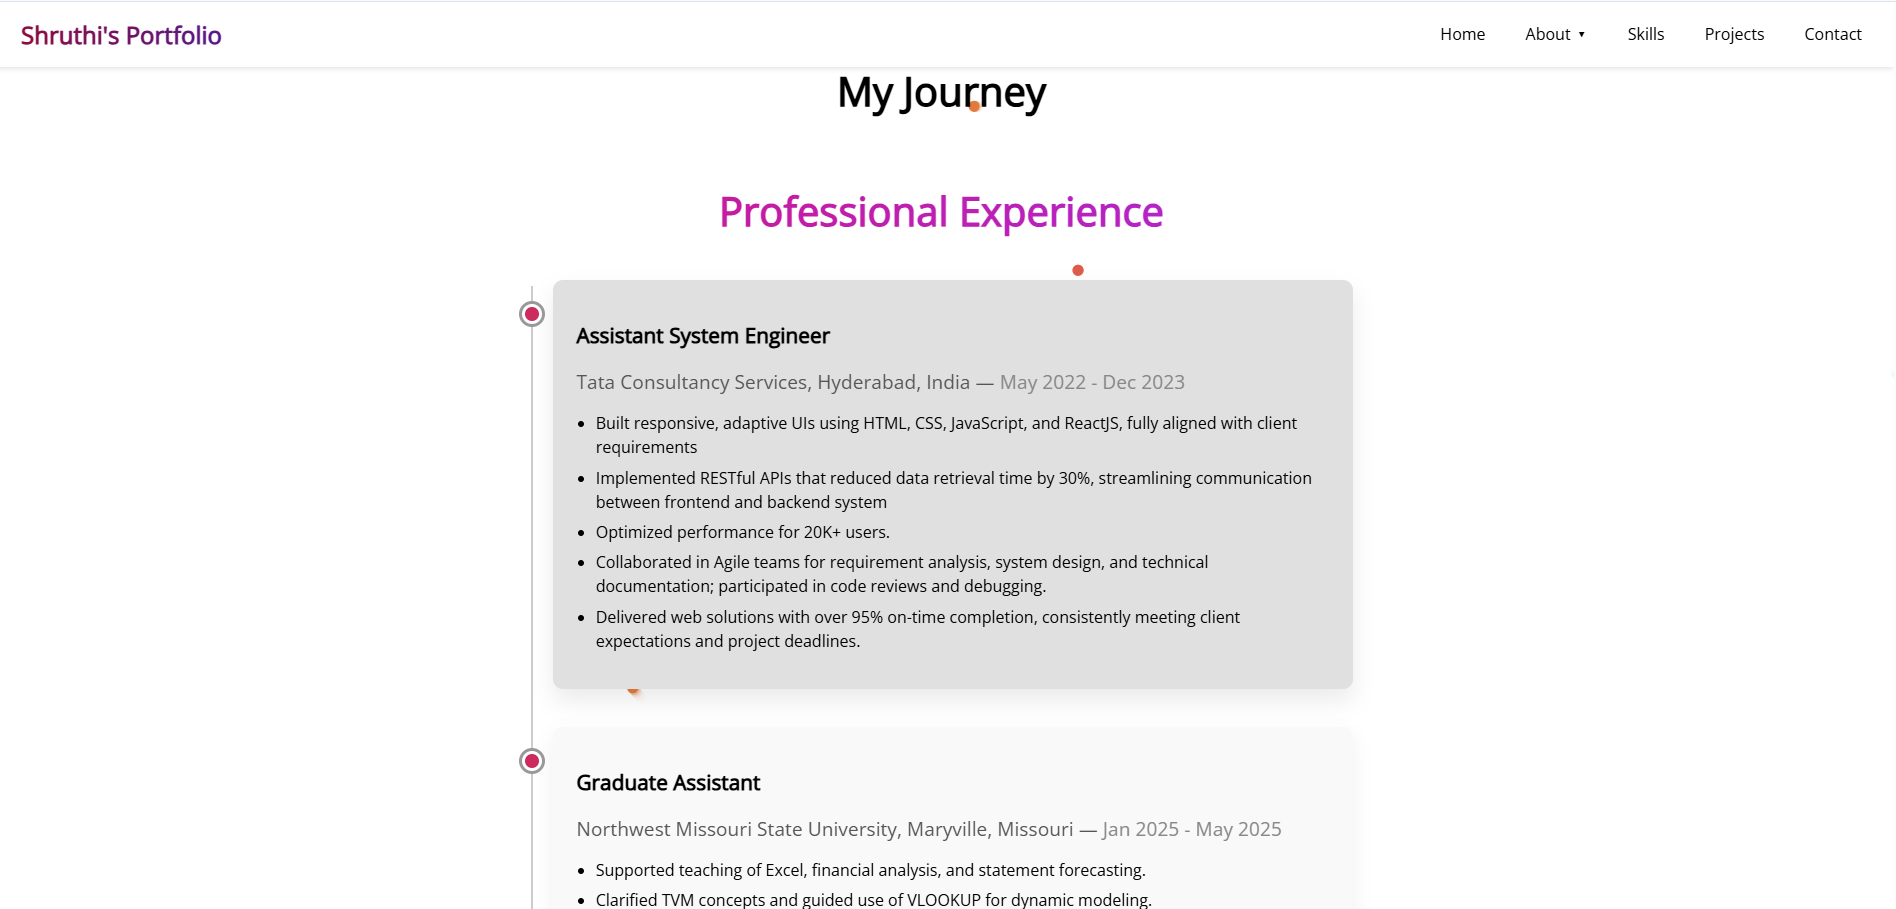 Shruthi's Portfolio
Home About ▼ Skills Projects Contact
My Journey
Professional Experience
Assistant System Engineer
Tata Consultancy Services, Hyderabad, India — May 2022 - Dec 2023
• Built responsive, adaptive UIs using HTML, CSS, JavaScript, and ReactJS, fully aligned with client
requirements
• Implemented RESTful APIs that reduced data retrieval time by 30%, streamlining communication
between frontend and backend system
• Optimized performance for 20K+ users.
• Collaborated in Agile teams for requirement analysis, system design, and technical
documentation; participated in code reviews and debugging.
• Delivered web solutions with over 95% on-time completion, consistently meeting client
expectations and project deadlines.
Graduate Assistant
Northwest Missouri State University, Maryville, Missouri — Jan 2025 - May 2025
• Supported teaching of Excel, financial analysis, and statement forecasting.
• Clarified TVM concepts and guided use of VLOOKUP for dynamic modeling.